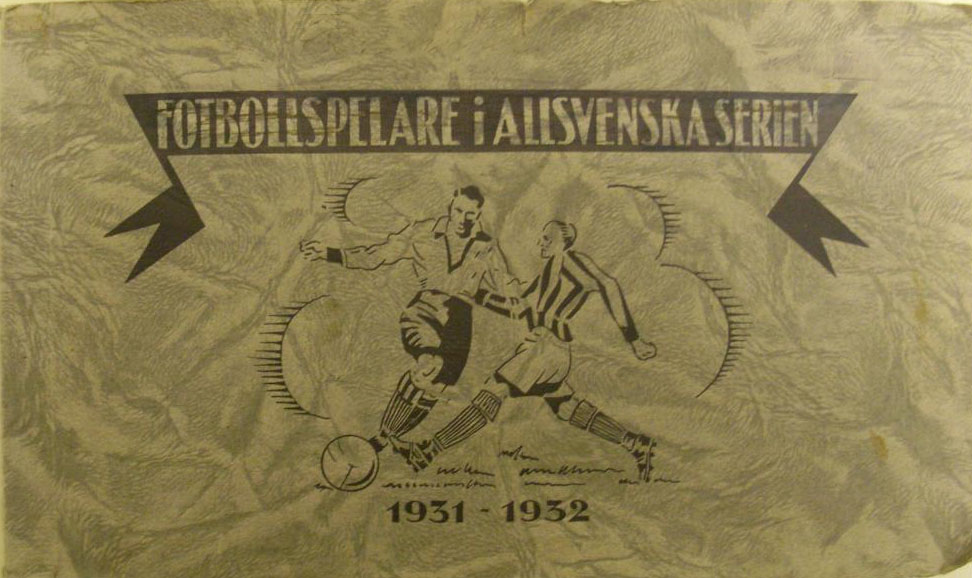 FOTBOLLSPELARE i ALLSVENSKA SERIEN
1931 - 1932